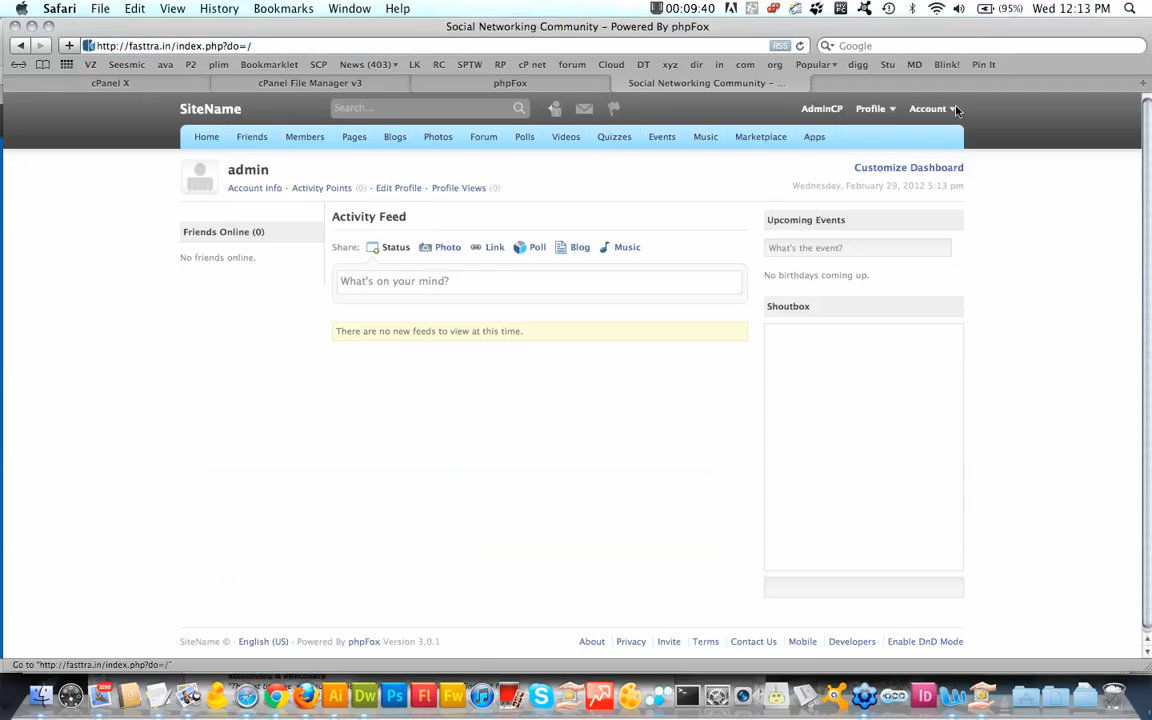 Safari File Edit View History Bookmarks Window Help 00:09:40 (95%) Wed 12:13 PM
Social Networking Community – Powered By phpFox
http://fasttra.in/index.php?do=/ RSS Google
VZ Seesmic ava P2 plim Bookmarklet SCP News (403) LK RC SPTW RP cP net forum Cloud DT xyz dir in com org Popular digg Stu MD Blink! Pin It
cPanel X cPanel File Manager v3 phpFox Social Networking Community – ...
SiteName Search... AdminCP Profile Account
Home Friends Members Pages Blogs Photos Forum Polls Videos Quizzes Events Music Marketplace Apps
admin Customize Dashboard
Account Info · Activity Points (0) · Edit Profile · Profile Views (0) Wednesday, February 29, 2012 5:13 pm
Activity Feed Upcoming Events
Friends Online (0)
Share: Status Photo Link Poll Blog Music What's the event?
No friends online.
No birthdays coming up.
What's on your mind?
Shoutbox
There are no new feeds to view at this time.
SiteName © · English (US) · Powered By phpFox Version 3.0.1 About Privacy Invite Terms Contact Us Mobile Developers Enable DnD Mode
Go to "http://fasttra.in/index.php?do=/"
Ai Dw Ps Fl Fw Id